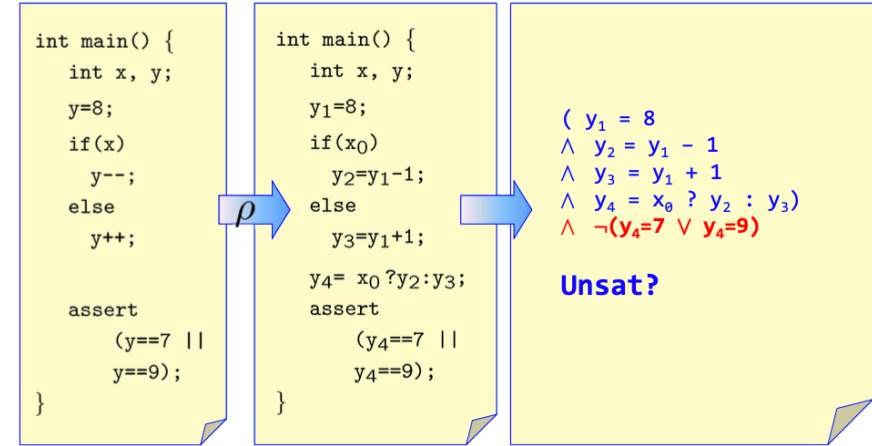 int main() {
int x, y;
y=8;
if(x)
y--;
else
y++;
assert
(y==7 ||
y==9);
}
ρ
int main() {
int x, y;
y₁=8;
if(x₀)
y₂=y₁-1;
else
y₃=y₁+1;
y₄= x₀?y₂:y₃;
assert
(y₄==7 ||
y₄==9);
}
( y₁ = 8
∧ y₂ = y₁ – 1
∧ y₃ = y₁ + 1
∧ y₄ = x₀ ? y₂ : y₃)
∧ ¬(y₄=7 ∨ y₄=9)
Unsat?